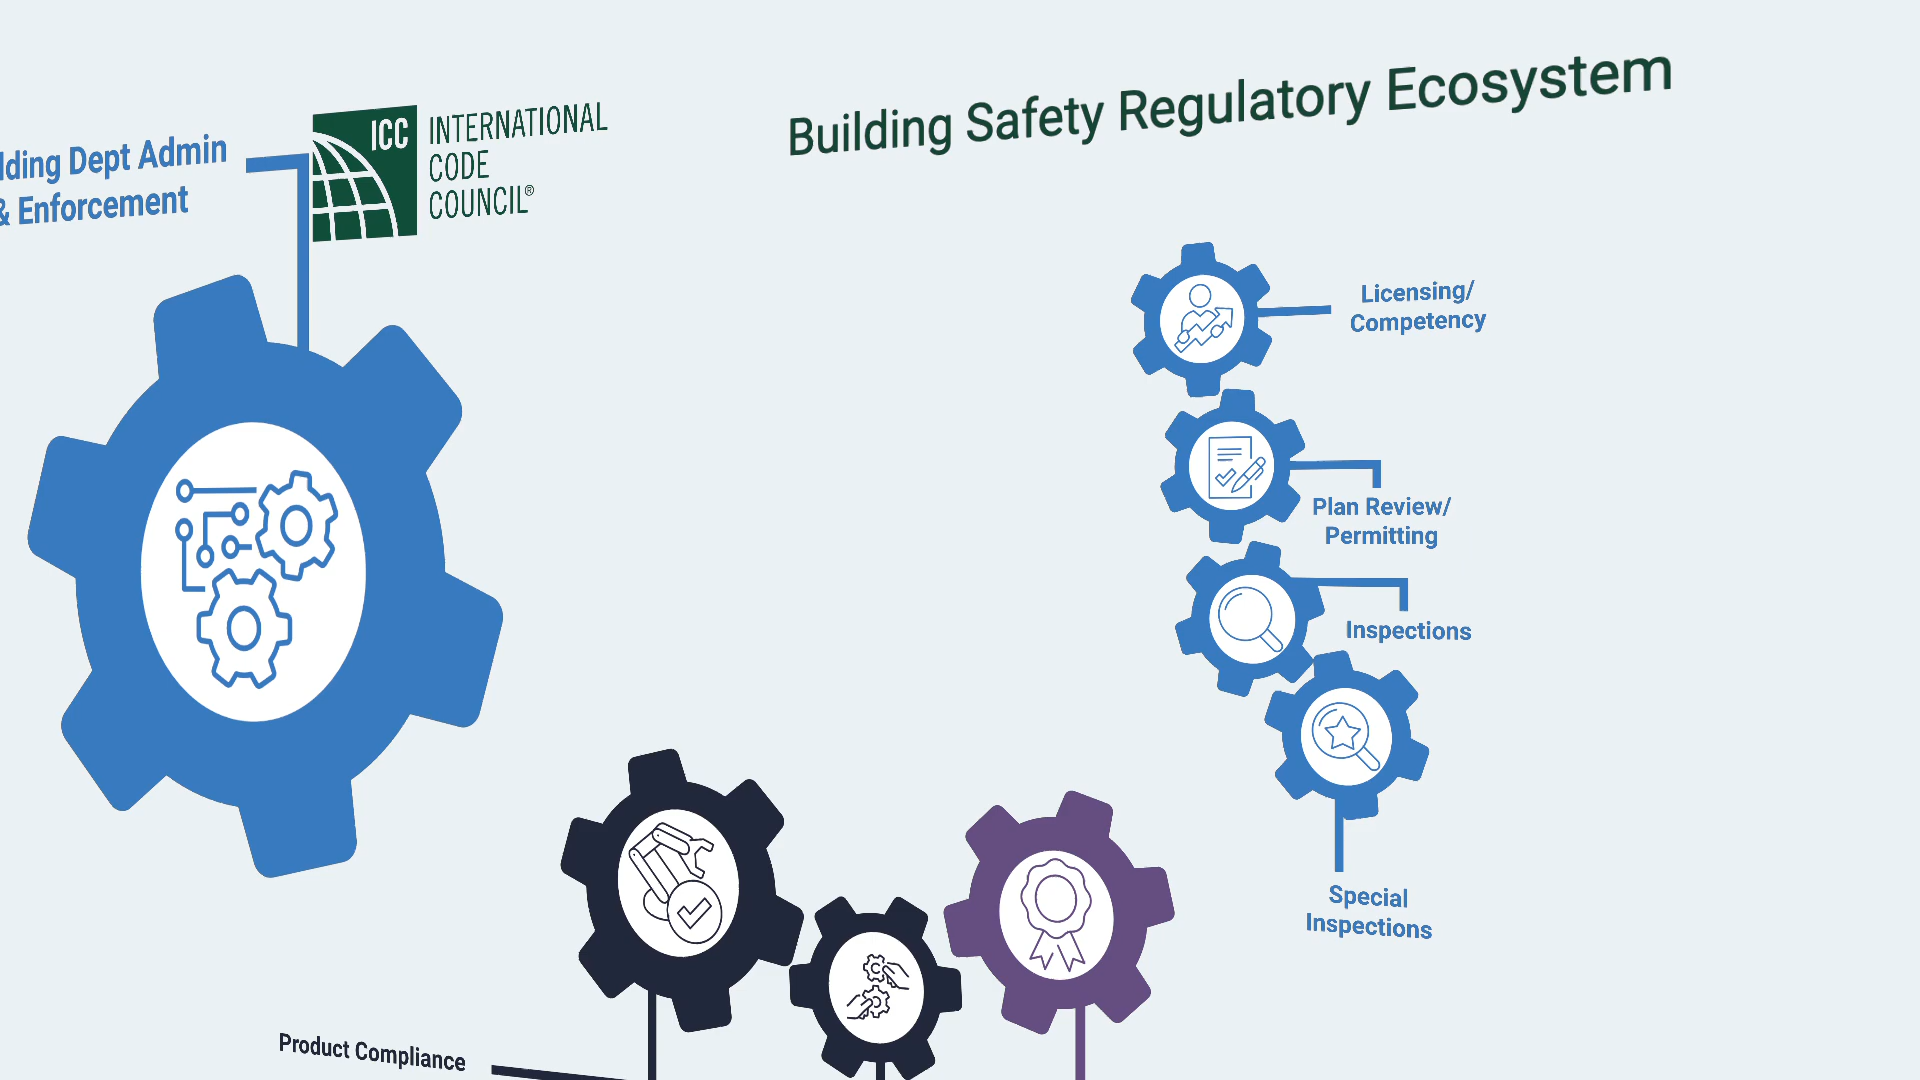 Building Safety Regulatory Ecosystem
ICC
INTERNATIONAL
CODE
COUNCIL®
Dept Admin
& Enforcement
Licensing/
Competency
Plan Review/
Permitting
Inspections
Special
Inspections
Product Compliance